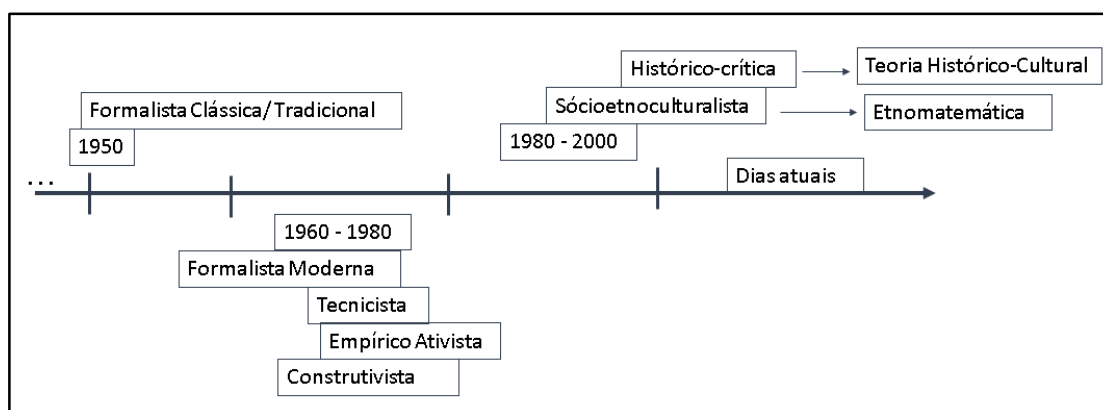 Histórico-crítica
Teoria Histórico-Cultural
Formalista Clássica/Tradicional
Sócioetnoculturalista
Etnomatemática
1950
1980 - 2000
...
Dias atuais
1960 - 1980
Formalista Moderna
Tecnicista
Empírico Ativista
Construtivista